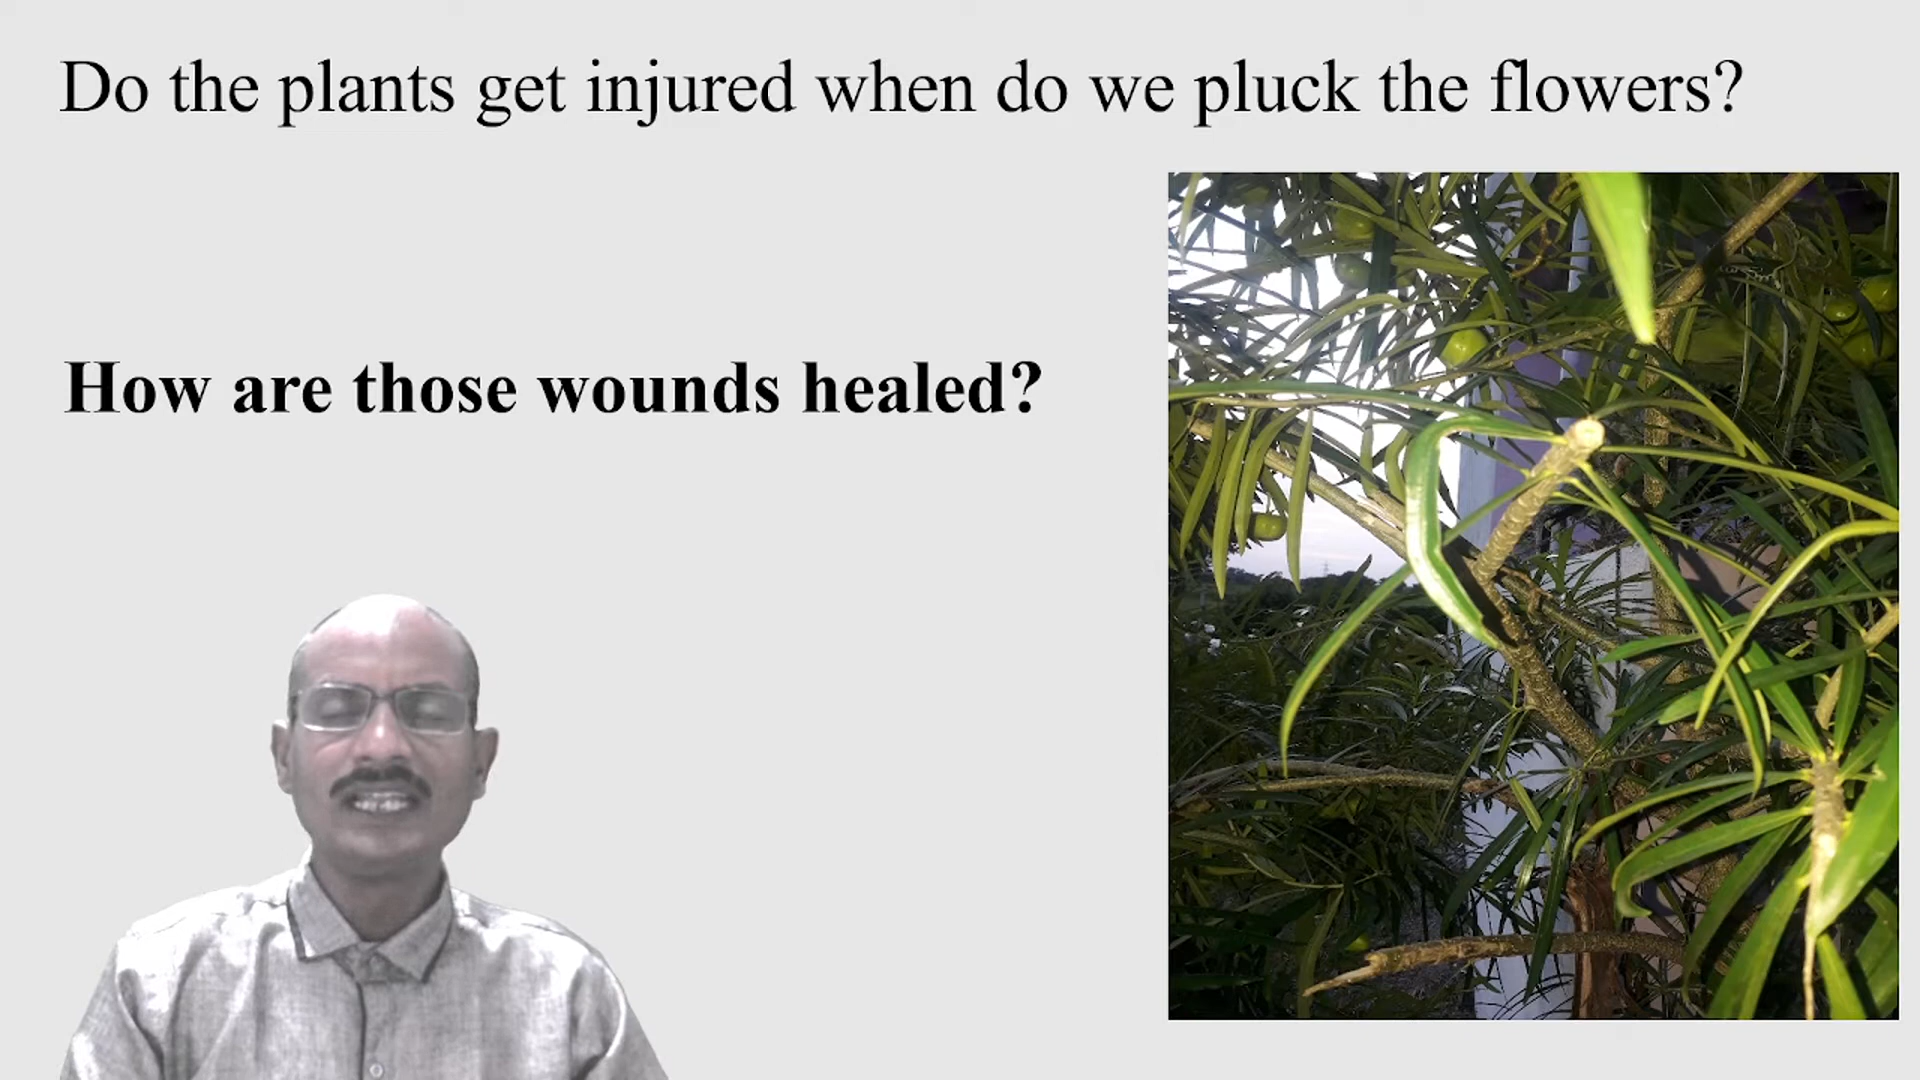 Do the plants get injured when do we pluck the flowers?
How are those wounds healed?